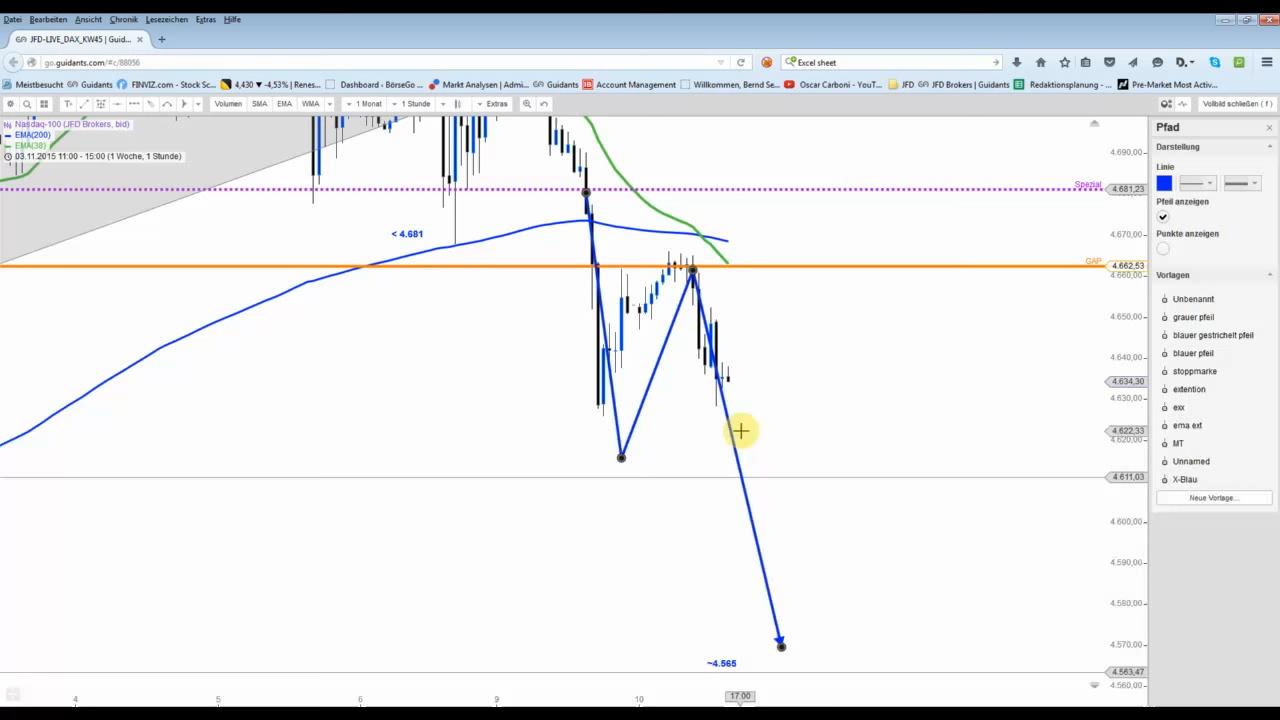 Datei Bearbeiten Ansicht Chronik Lesezeichen Extras Hilfe
JFD-LIVE_DAX_KW45 | Guid...
go.guidants.com/#c/88056
Excel sheet
Meistbesucht Guidants FINVIZ.com - Stock Sc... 4,430 ▼ -4,53% | Renes... Dashboard - BörseGo ... Markt Analysen | Admi... Guidants Account Management Willkommen, Bernd Se... Oscar Carboni - YouT... JFD JFD Brokers | Guidants Redaktionsplanung - ... Pre-Market Most Activ...
Volumen SMA EMA WMA 1 Monat 1 Stunde Extras Vollbild schließen ( f )
Nasdaq-100 (JFD Brokers, bid)
EMA(200)
EMA(38)
03.11.2015 11:00 - 15:00 (1 Woche, 1 Stunde)
4.690,00
Spezial
4.681,23
< 4.681
4.670,00
GAP
4.662,53
4.660,00
4.650,00
4.640,00
4.634,30
4.630,00
4.622,33
4.620,00
4.611,03
4.600,00
4.590,00
4.580,00
4.570,00
~4.565
4.563,47
4.560,00
4 5 6 9 10 17:00
Pfad
Darstellung
Linie
Pfeil anzeigen
Punkte anzeigen
Vorlagen
Unbenannt
grauer pfeil
blauer gestrichelt pfeil
blauer pfeil
stoppmarke
extention
exx
ema ext
MT
Unnamed
X-Blau
Neue Vorlage...